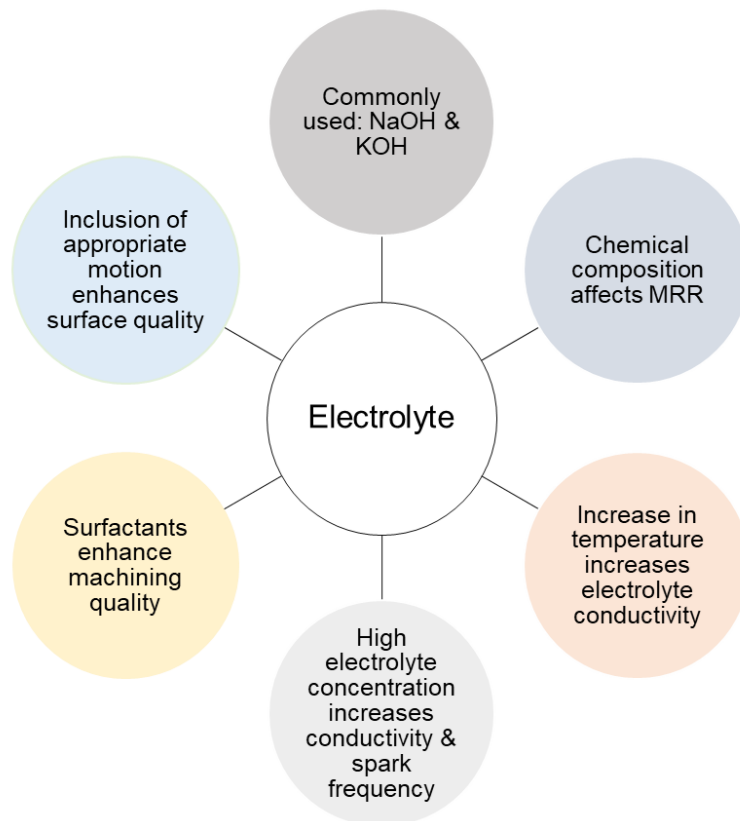 Commonly
used: NaOH &
KOH
Inclusion of
appropriate
motion
enhances
surface quality
Chemical
composition
affects MRR
Electrolyte
Surfactants
enhance
machining
quality
Increase in
temperature
increases
electrolyte
conductivity
High
electrolyte
concentration
increases
conductivity &
spark
frequency